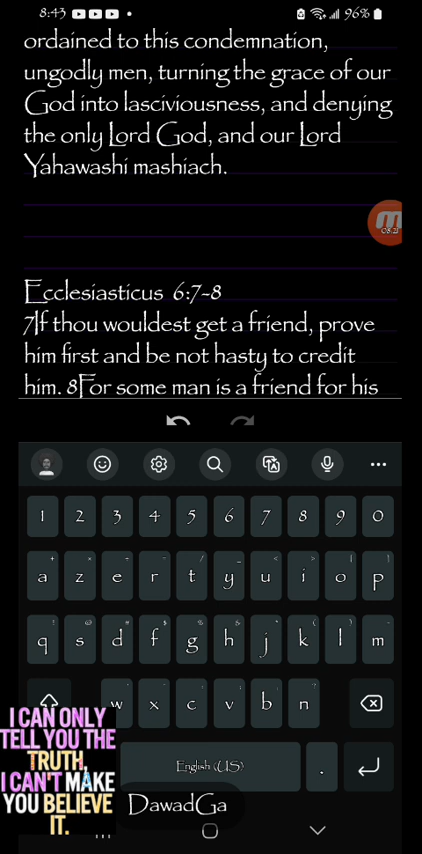 8:43
96%
ordained to this condemnation,
ungodly men, turning the grace of our
God into lasciviousness, and denying
the only Lord God, and our Lord
Yahawashi mashiach.
08:21
Ecclesiasticus 6:7-8
7If thou wouldest get a friend, prove
him first and be not hasty to credit
him. 8For some man is a friend for his
1 2 3 4 5 6 7 8 9 0
a z e r t y u i o p
q s d f g h j k l m
w x c v b n
English (US) .
I CAN ONLY
TELL YOU THE
TRUTH,
I CAN'T MAKE
YOU BELIEVE
IT.
DawadGa